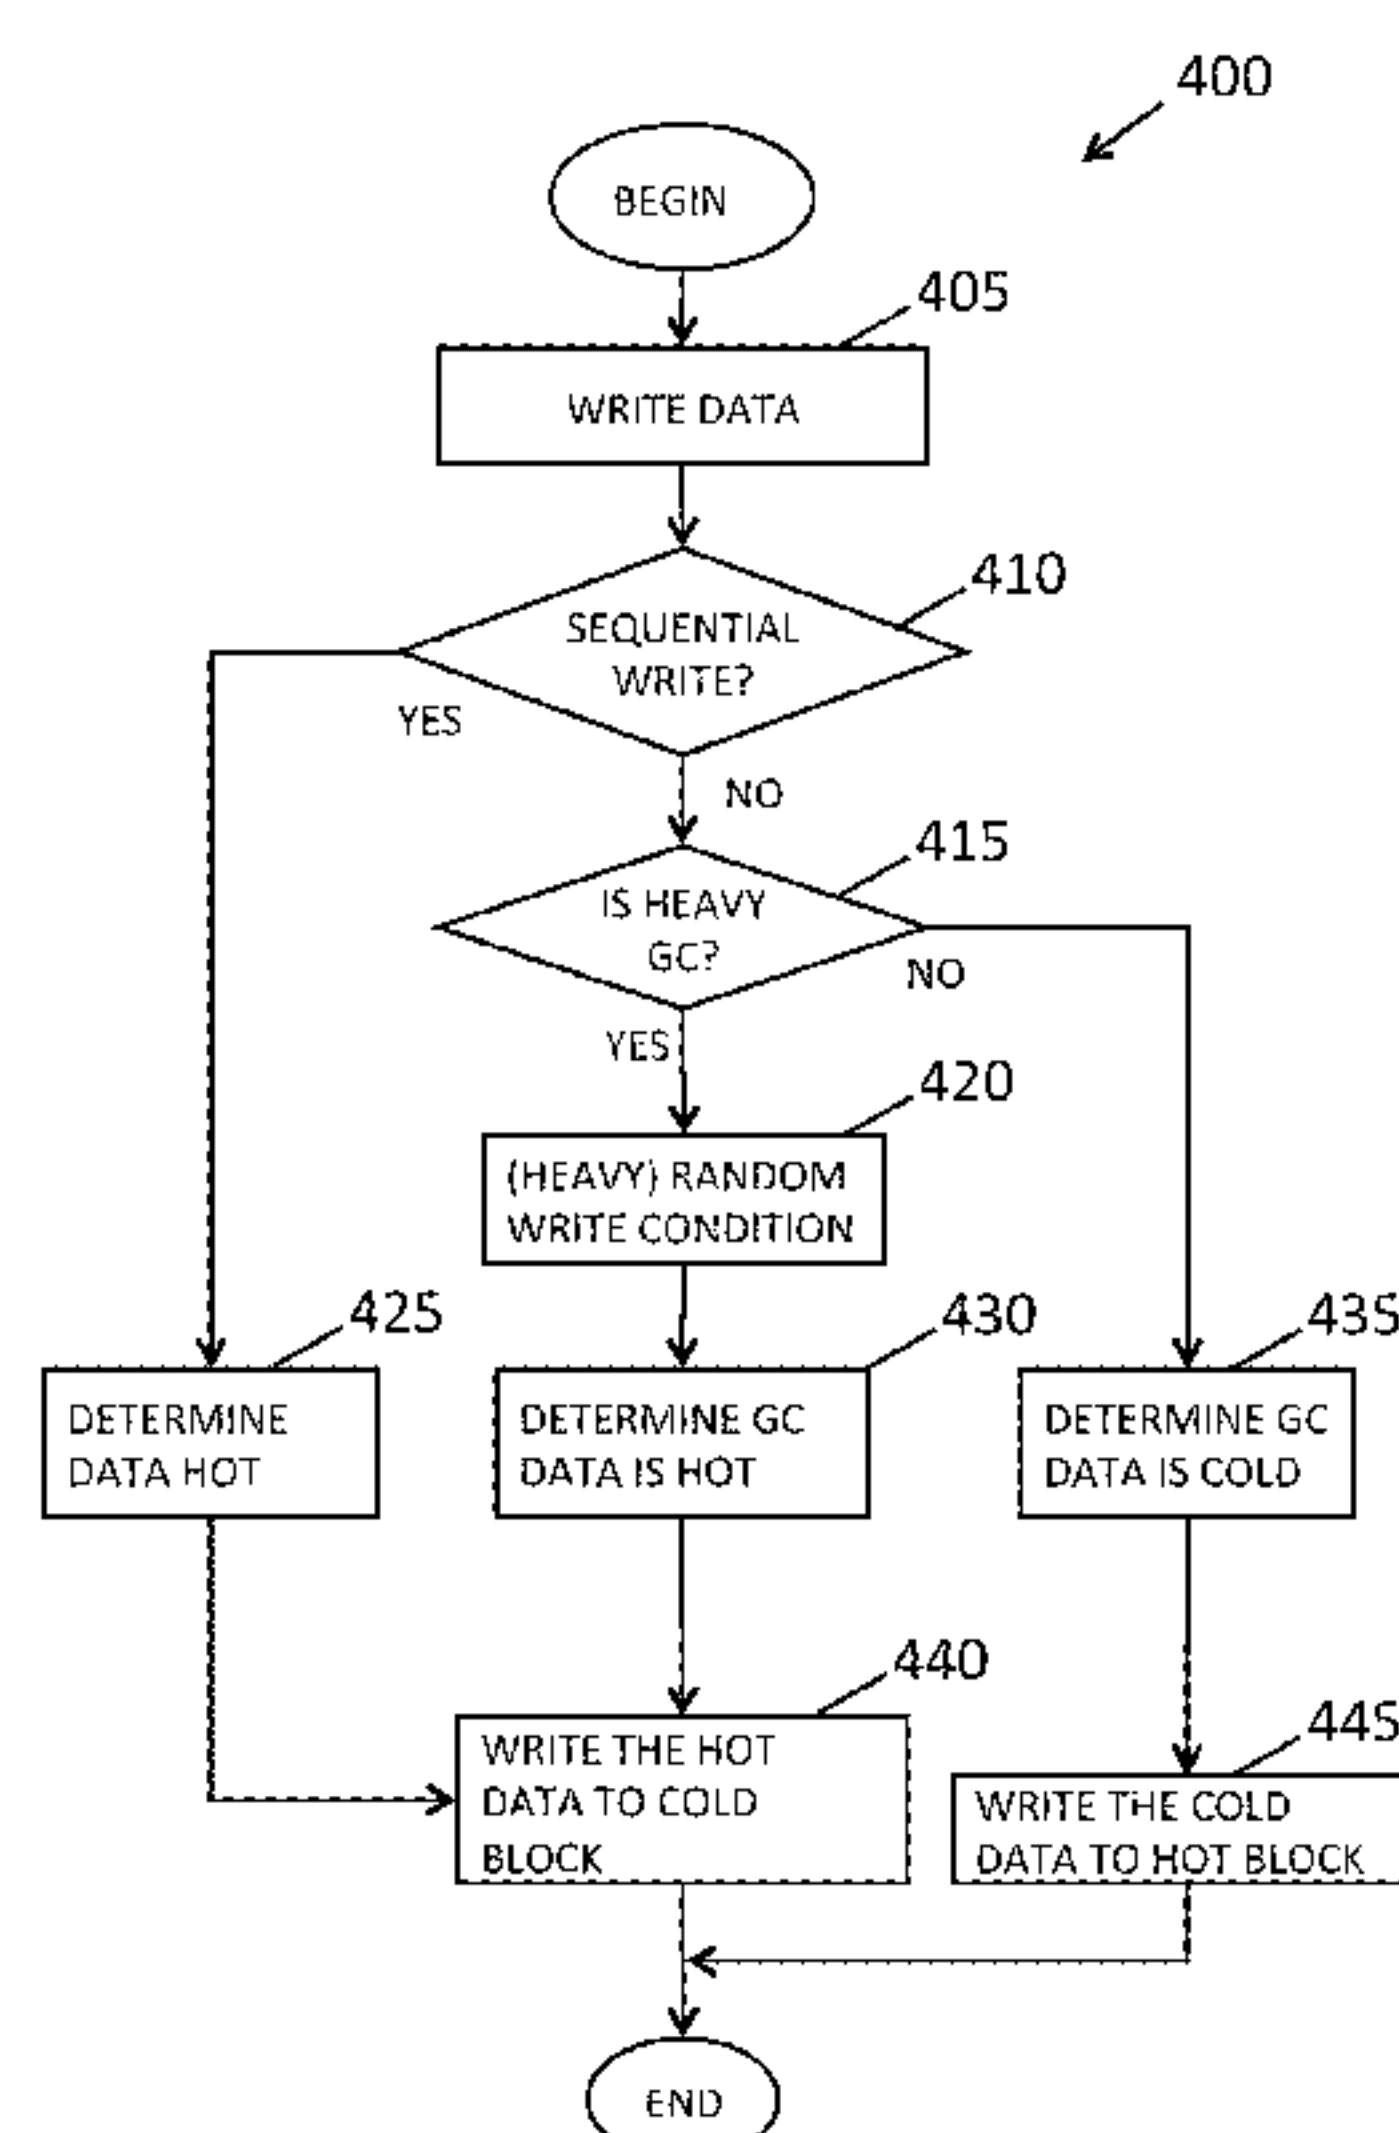 400
BEGIN
405
WRITE DATA
410
SEQUENTIAL
WRITE?
YES
NO
415
IS HEAVY
GC?
NO
YES
420
(HEAVY) RANDOM
WRITE CONDITION
425
430
435
DETERMINE
DATA HOT
DETERMINE GC
DATA IS HOT
DETERMINE GC
DATA IS COLD
440
WRITE THE HOT
DATA TO COLD
BLOCK
445
WRITE THE COLD
DATA TO HOT BLOCK
END